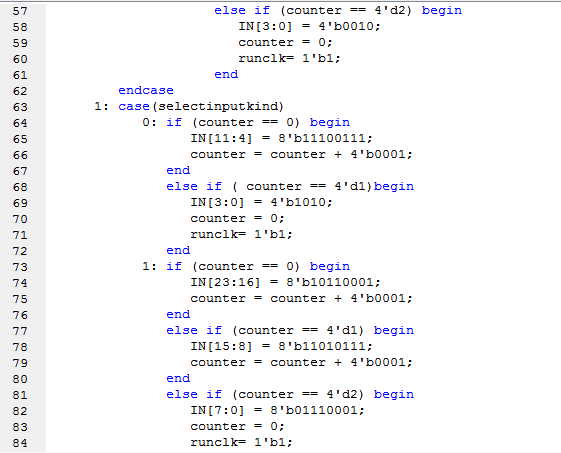 57 else if (counter == 4'd2) begin
58 IN[3:0] = 4'b0010;
59 counter = 0;
60 runclk= 1'b1;
61 end
62 endcase
63 1: case(selectinputkind)
64 0: if (counter == 0) begin
65 IN[11:4] = 8'b11100111;
66 counter = counter + 4'b0001;
67 end
68 else if ( counter == 4'd1)begin
69 IN[3:0] = 4'b1010;
70 counter = 0;
71 runclk= 1'b1;
72 end
73 1: if (counter == 0) begin
74 IN[23:16] = 8'b10110001;
75 counter = counter + 4'b0001;
76 end
77 else if (counter == 4'd1) begin
78 IN[15:8] = 8'b11010111;
79 counter = counter + 4'b0001;
80 end
81 else if (counter == 4'd2) begin
82 IN[7:0] = 8'b01110001;
83 counter = 0;
84 runclk= 1'b1;